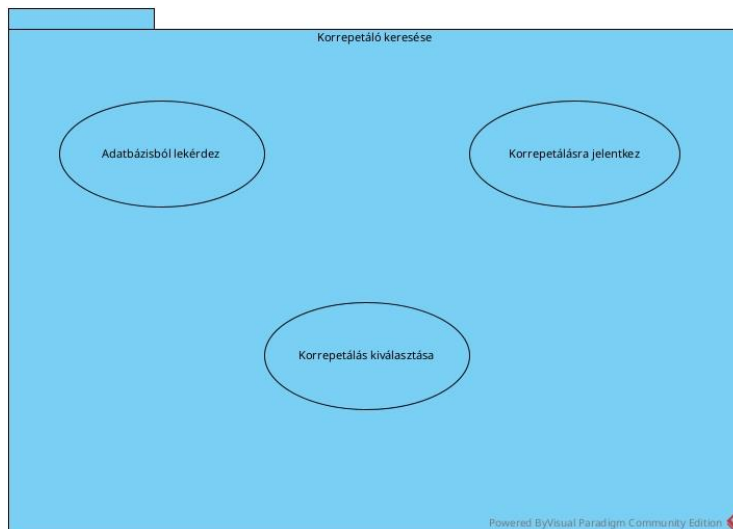 Korrepetáló keresése
Adatbázisból lekérdez
Korrepetálásra jelentkez
Korrepetálás kiválasztása
Powered ByVisual Paradigm Community Edition